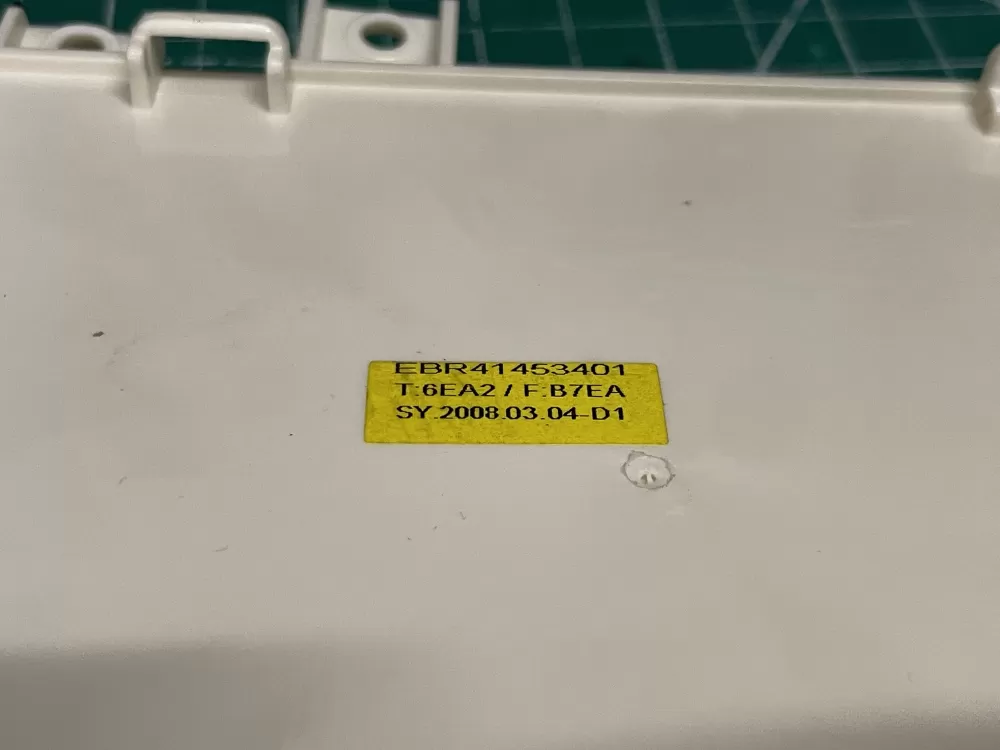 EBR41453401
T:6EA2 / F:B7EA
SY.2008.03.04-D1